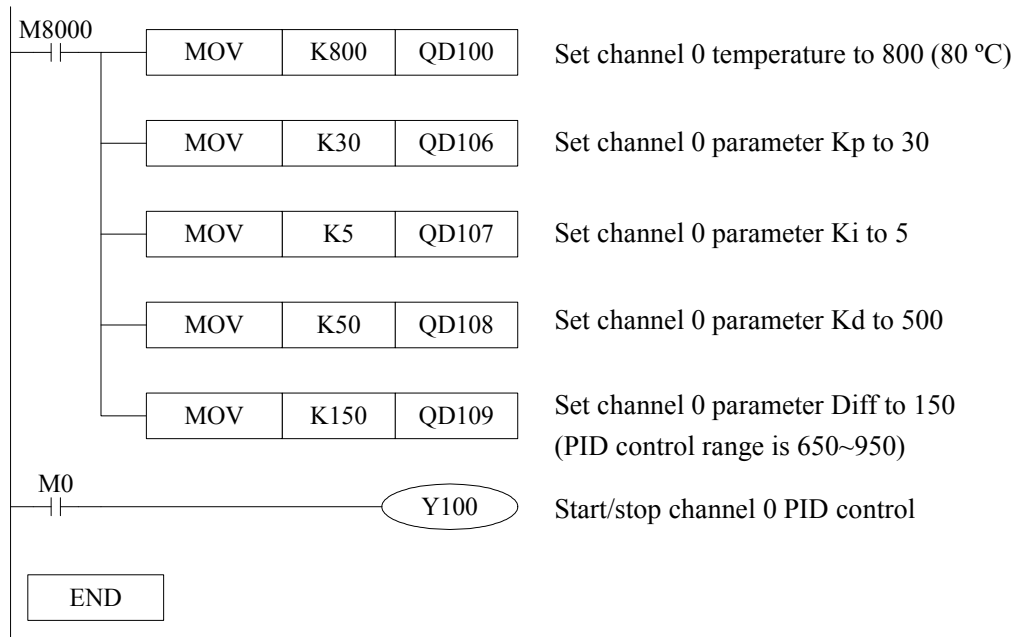 M8000
MOV K800 QD100 Set channel 0 temperature to 800 (80 ºC)
MOV K30 QD106 Set channel 0 parameter Kp to 30
MOV K5 QD107 Set channel 0 parameter Ki to 5
MOV K50 QD108 Set channel 0 parameter Kd to 500
MOV K150 QD109 Set channel 0 parameter Diff to 150
(PID control range is 650~950)
M0
Y100 Start/stop channel 0 PID control
END